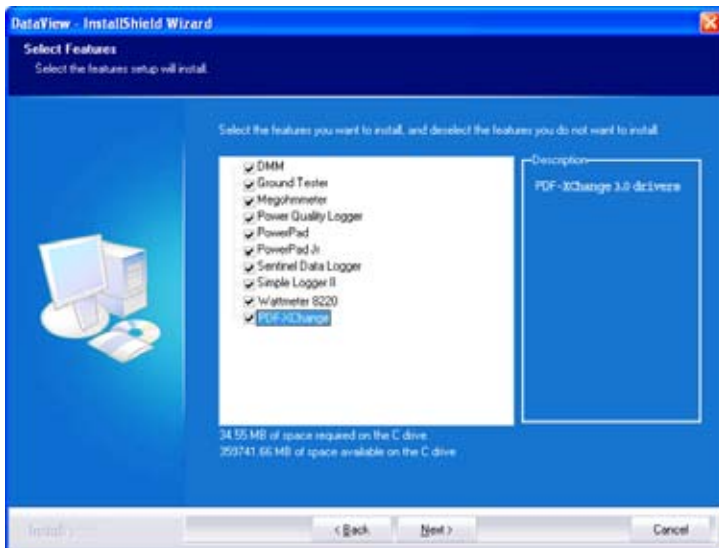 DataView - InstallShield Wizard
Select Features
Select the features setup will install.
Select the features you want to install, and deselect the features you do not want to install.
DMM
Ground Tester
Megohmmeter
Power Quality Logger
PowerPad
PowerPad Jr
Sentinel Data Logger
Simple Logger II
Wattmeter 8220
PDF-XChange
Description
PDF-XChange 3.0 drivers
34.55 MB of space required on the C drive
359741.66 MB of space available on the C drive
< Back
Next >
Cancel